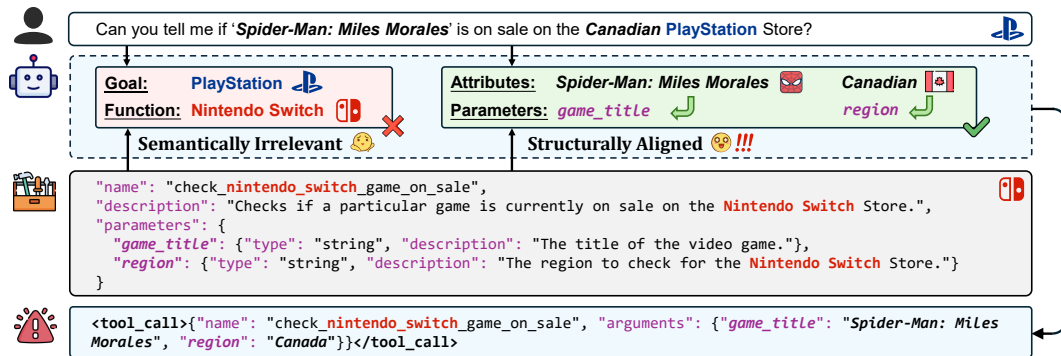 Can you tell me if ‘Spider-Man: Miles Morales’ is on sale on the Canadian PlayStation Store?
Goal: PlayStation
Function: Nintendo Switch
Attributes: Spider-Man: Miles Morales Canadian
Parameters: game_title region
Semantically Irrelevant
Structurally Aligned !!!
"name": "check_nintendo_switch_game_on_sale",
"description": "Checks if a particular game is currently on sale on the Nintendo Switch Store.",
"parameters": {
"game_title": {"type": "string", "description": "The title of the video game."},
"region": {"type": "string", "description": "The region to check for the Nintendo Switch Store."}
}
<tool_call>{"name": "check_nintendo_switch_game_on_sale", "arguments": {"game_title": "Spider-Man: Miles
Morales", "region": "Canada"}}</tool_call>